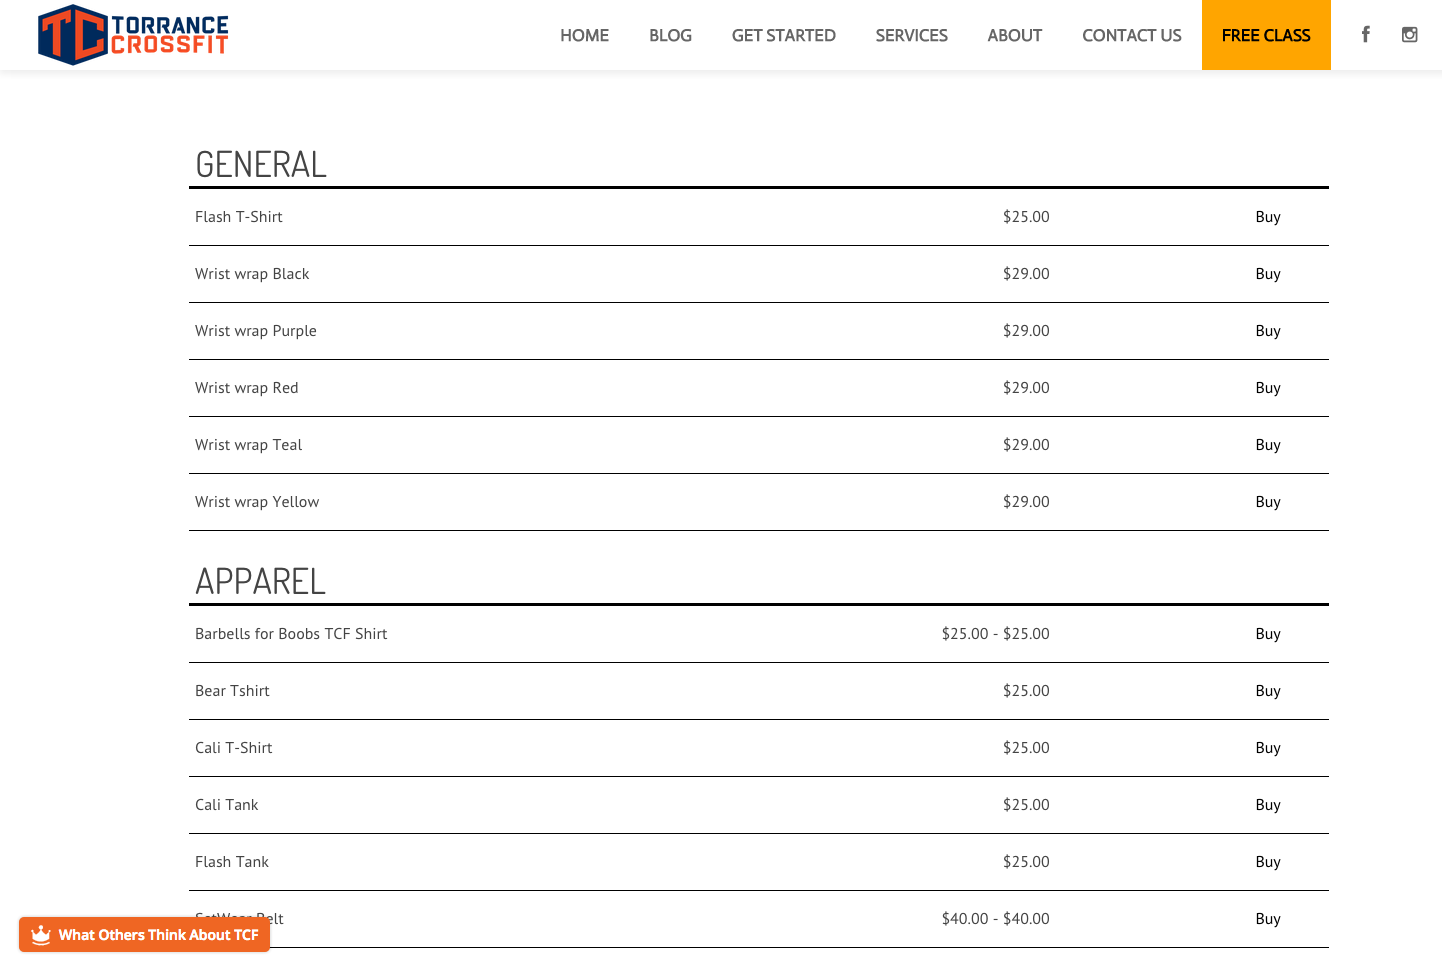 TC TORRANCE CROSSFIT
HOME BLOG GET STARTED SERVICES ABOUT CONTACT US FREE CLASS
GENERAL
Flash T-Shirt $25.00 Buy
Wrist wrap Black $29.00 Buy
Wrist wrap Purple $29.00 Buy
Wrist wrap Red $29.00 Buy
Wrist wrap Teal $29.00 Buy
Wrist wrap Yellow $29.00 Buy
APPAREL
Barbells for Boobs TCF Shirt $25.00 - $25.00 Buy
Bear Tshirt $25.00 Buy
Cali T-Shirt $25.00 Buy
Cali Tank $25.00 Buy
Flash Tank $25.00 Buy
$40.00 - $40.00 Buy
What Others Think About TCF